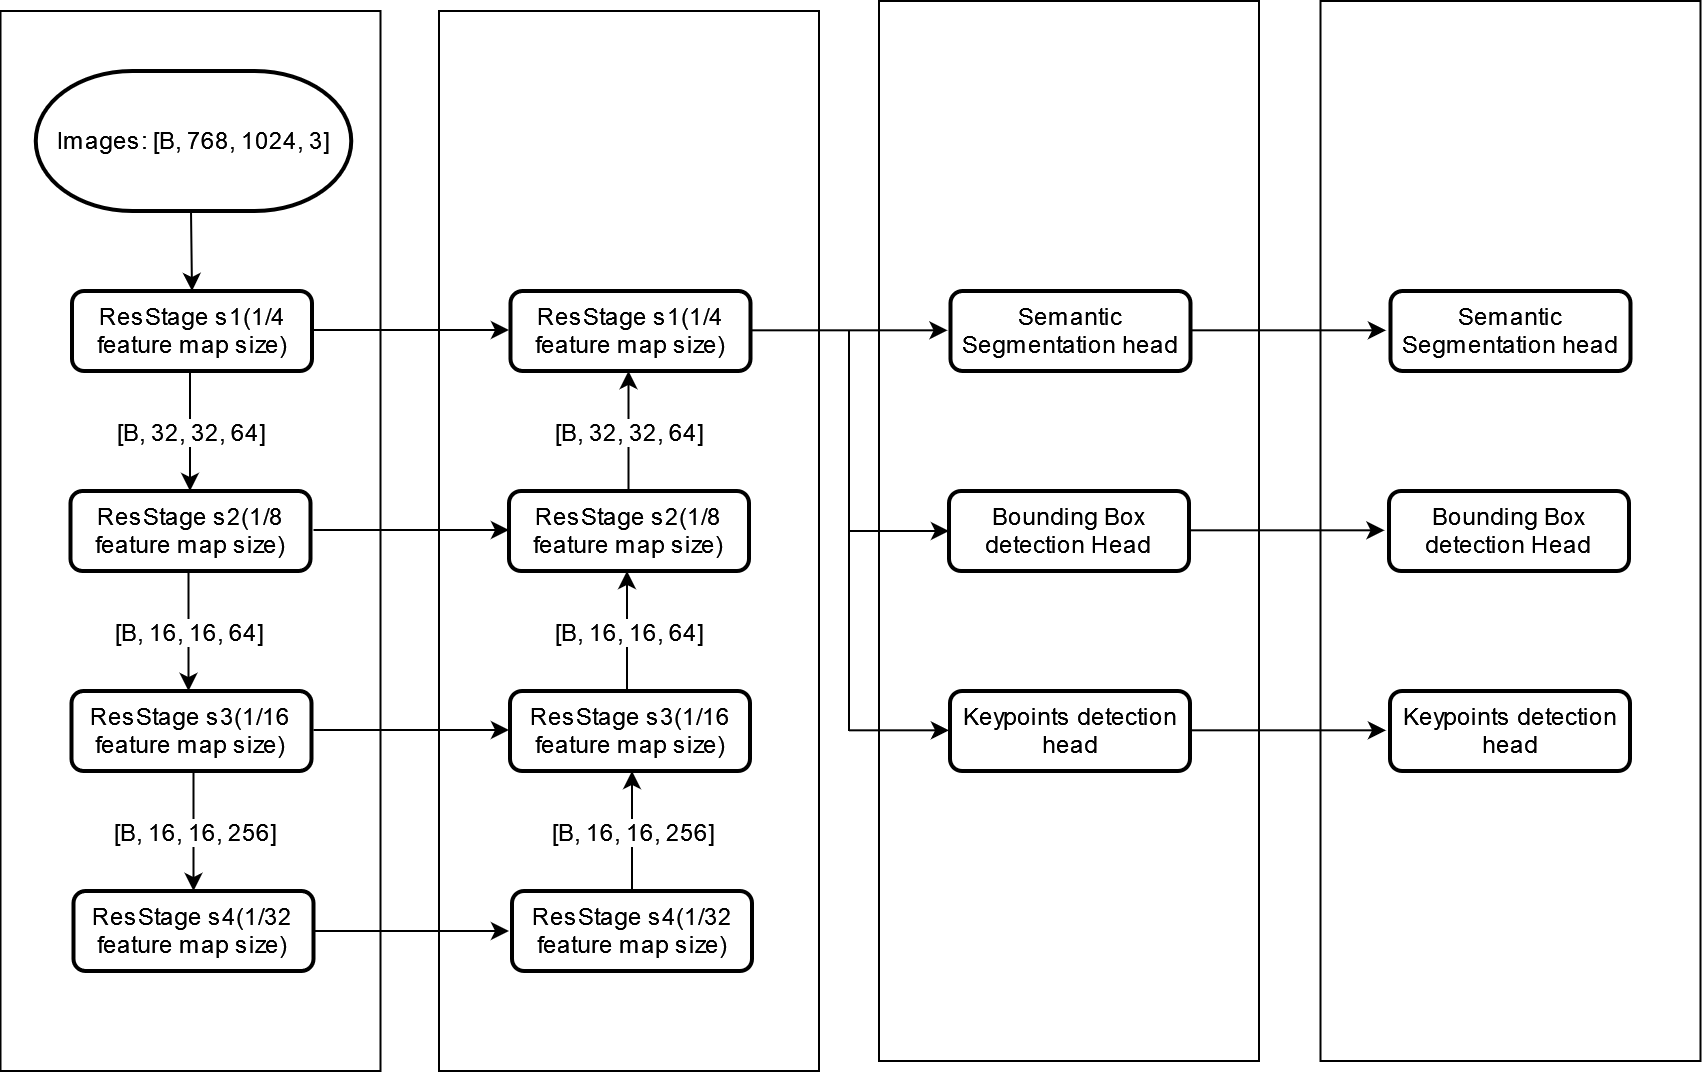 Images: [B, 768, 1024, 3]
ResStage s1(1/4
feature map size)
[B, 32, 32, 64]
ResStage s2(1/8
feature map size)
[B, 16, 16, 64]
ResStage s3(1/16
feature map size)
[B, 16, 16, 256]
ResStage s4(1/32
feature map size)
ResStage s1(1/4
feature map size)
[B, 32, 32, 64]
ResStage s2(1/8
feature map size)
[B, 16, 16, 64]
ResStage s3(1/16
feature map size)
[B, 16, 16, 256]
ResStage s4(1/32
feature map size)
Semantic
Segmentation head
Bounding Box
detection Head
Keypoints detection
head
Semantic
Segmentation head
Bounding Box
detection Head
Keypoints detection
head